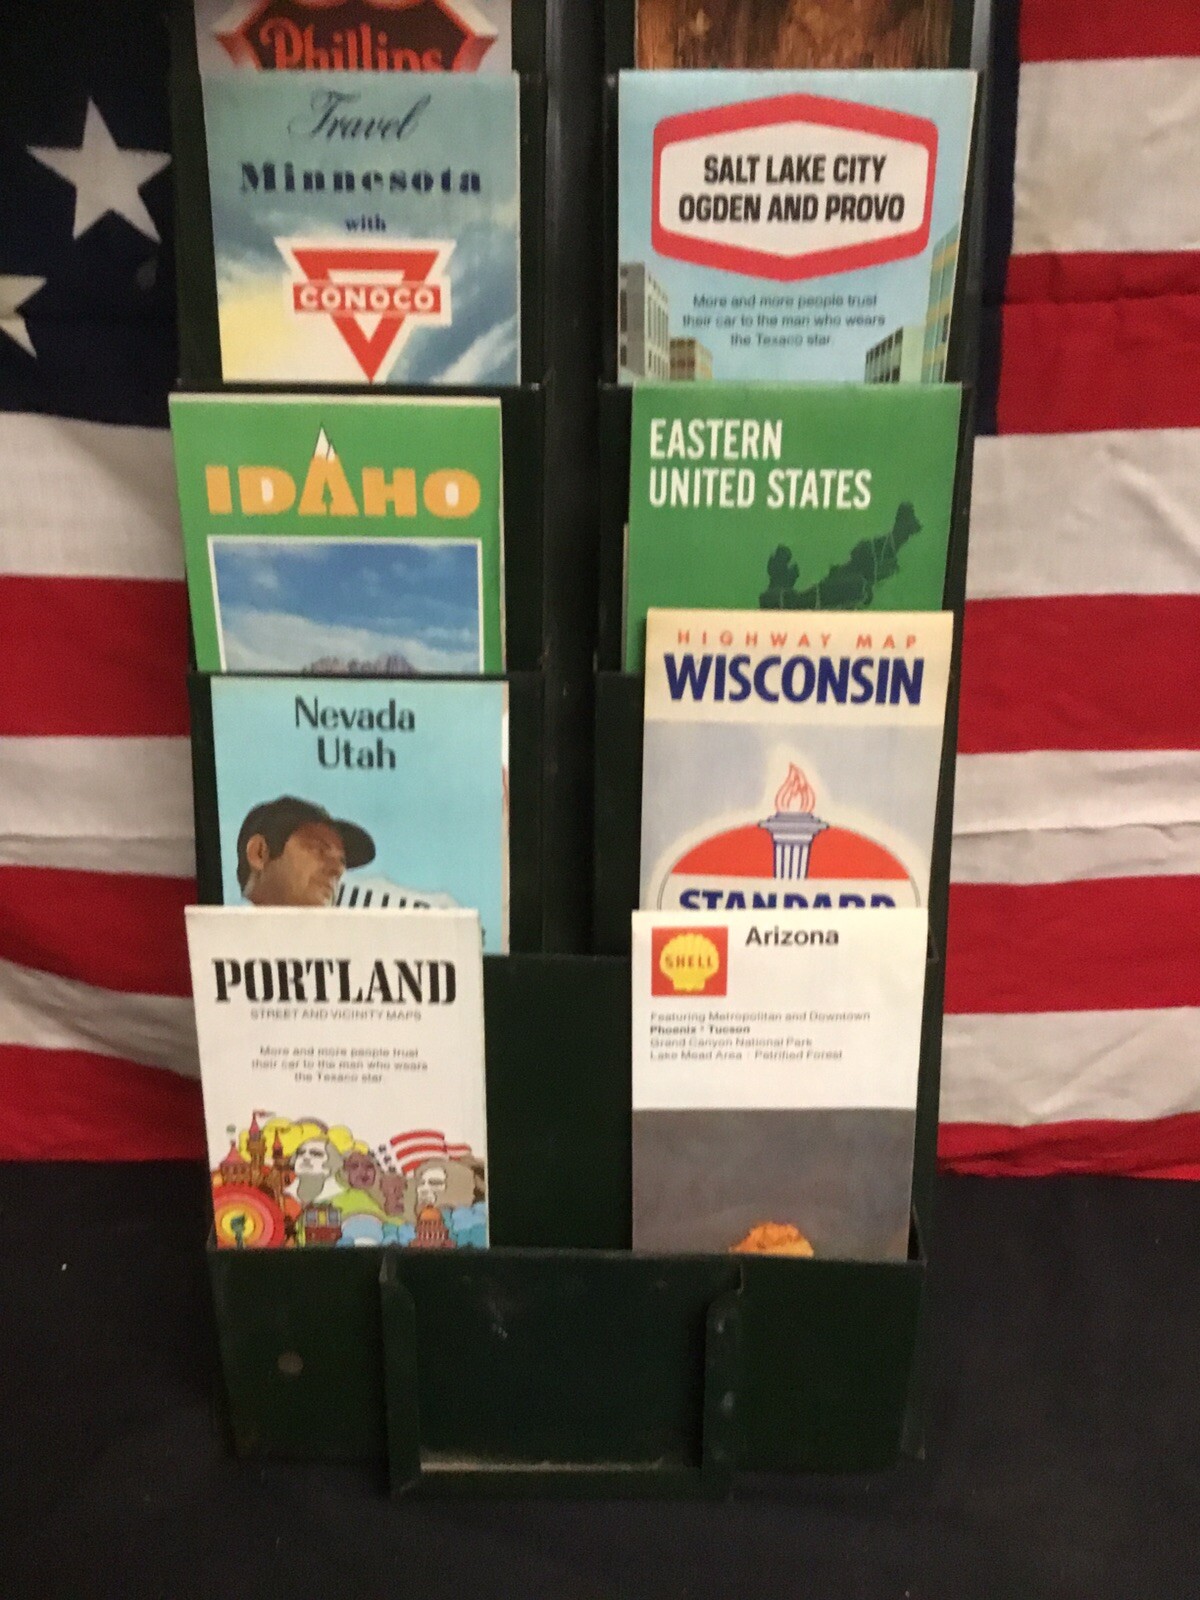 Phillips
Travel
Minnesota
with
CONOCO
SALT LAKE CITY
OGDEN AND PROVO
More and more people trust
their car to the man who wears
the Texaco star.
IDAHO
EASTERN
UNITED STATES
Nevada
Utah
HIGHWAY MAP
WISCONSIN
STANDARD
PORTLAND
STREET AND VICINITY MAPS
More and more people trust
their car to the man who wears
the Texaco star.
SHELL
Arizona
Featuring Metropolitan and Downtown
Phoenix • Tucson
Grand Canyon National Park
Lake Mead Area • Petrified Forest